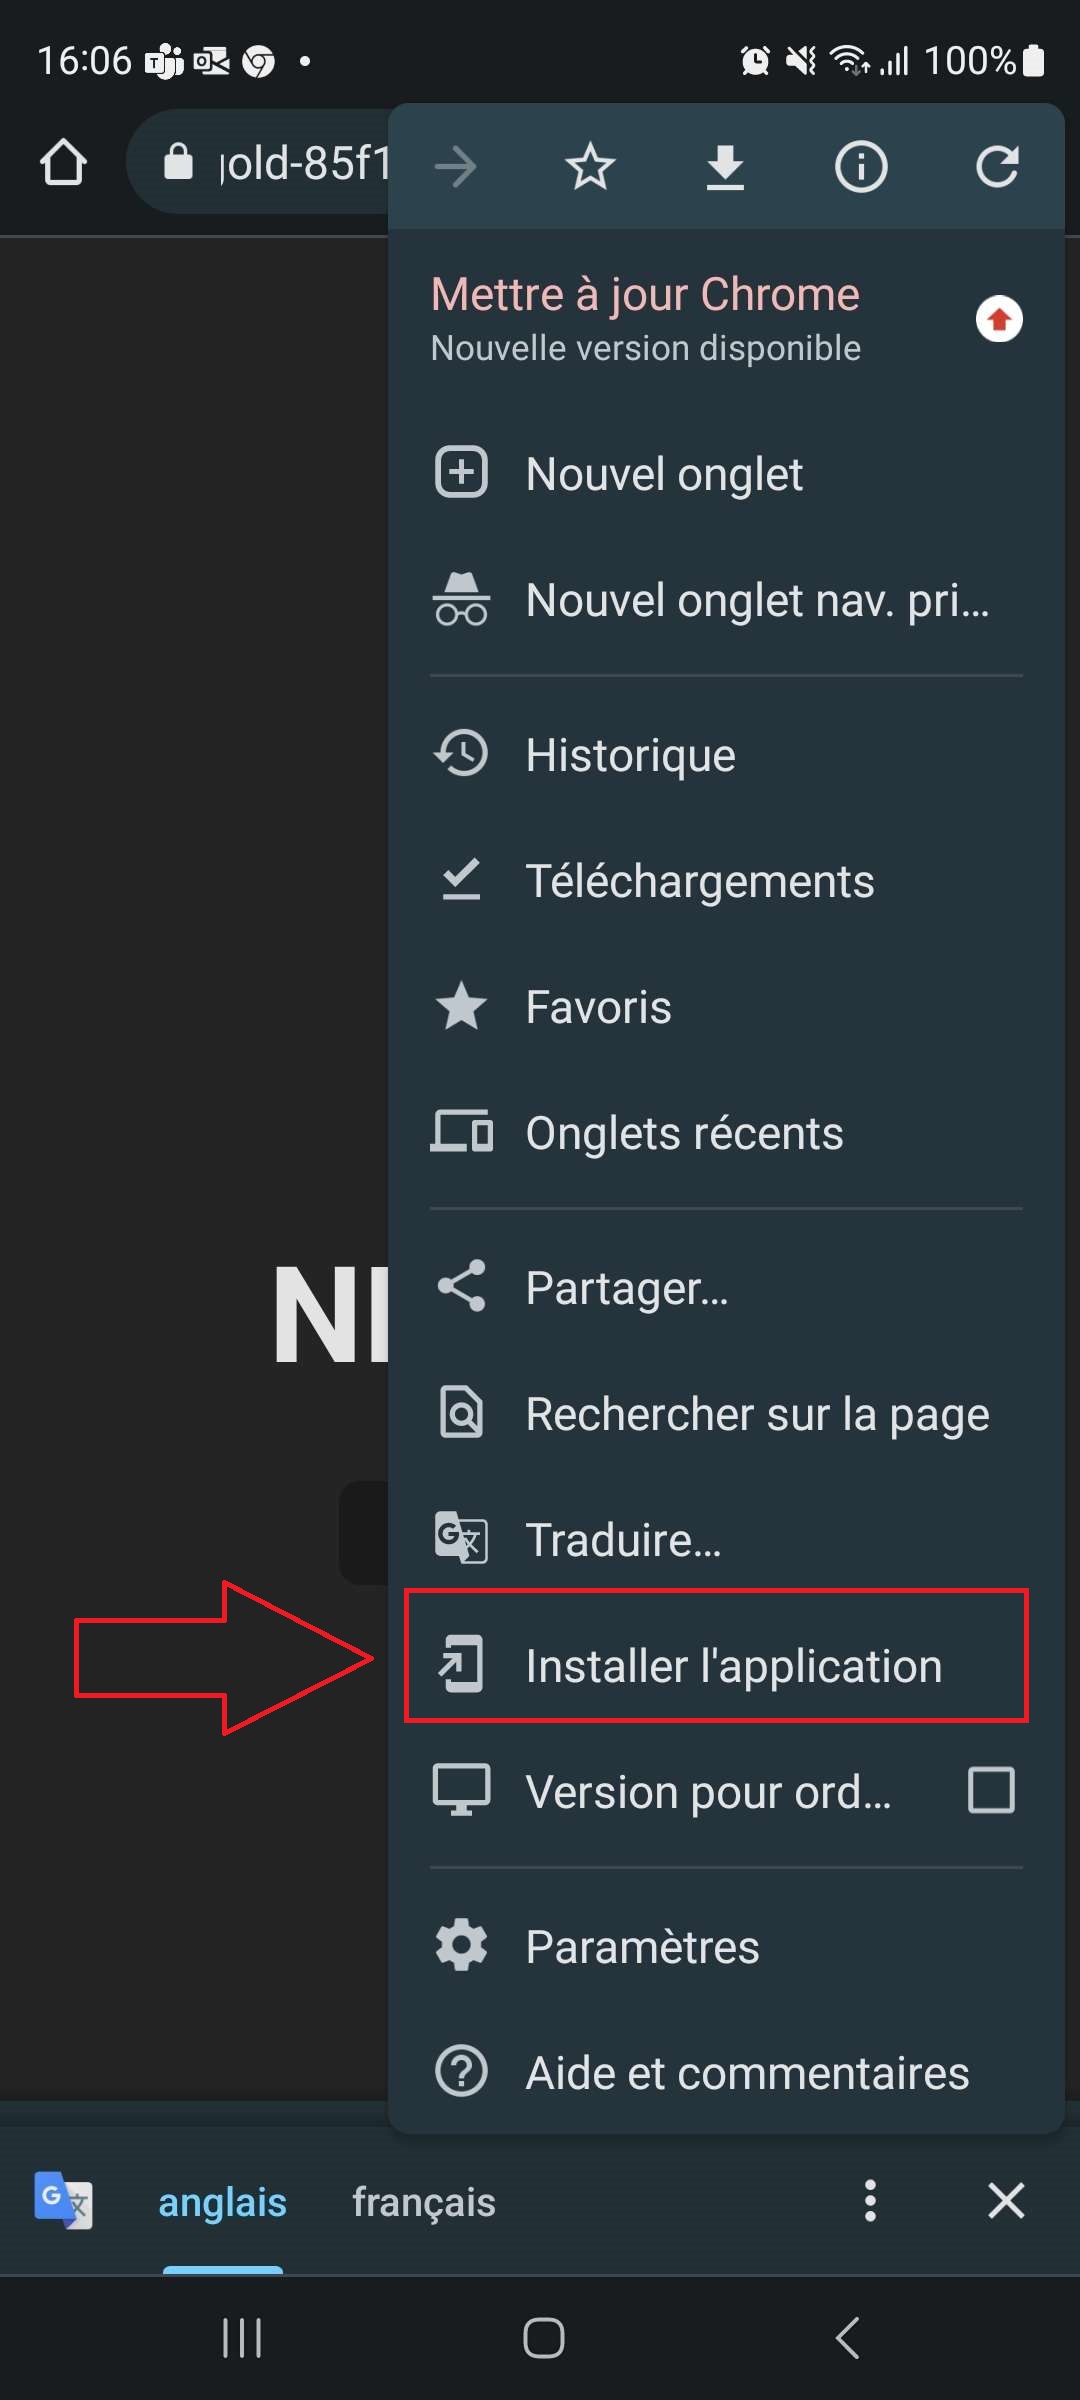 16:06
100%
old-85f1
Mettre à jour Chrome
Nouvelle version disponible
Nouvel onglet
Nouvel onglet nav. pri...
Historique
Téléchargements
Favoris
Onglets récents
Partager...
NI
Rechercher sur la page
Traduire...
Installer l'application
Version pour ord...
Paramètres
Aide et commentaires
anglais français